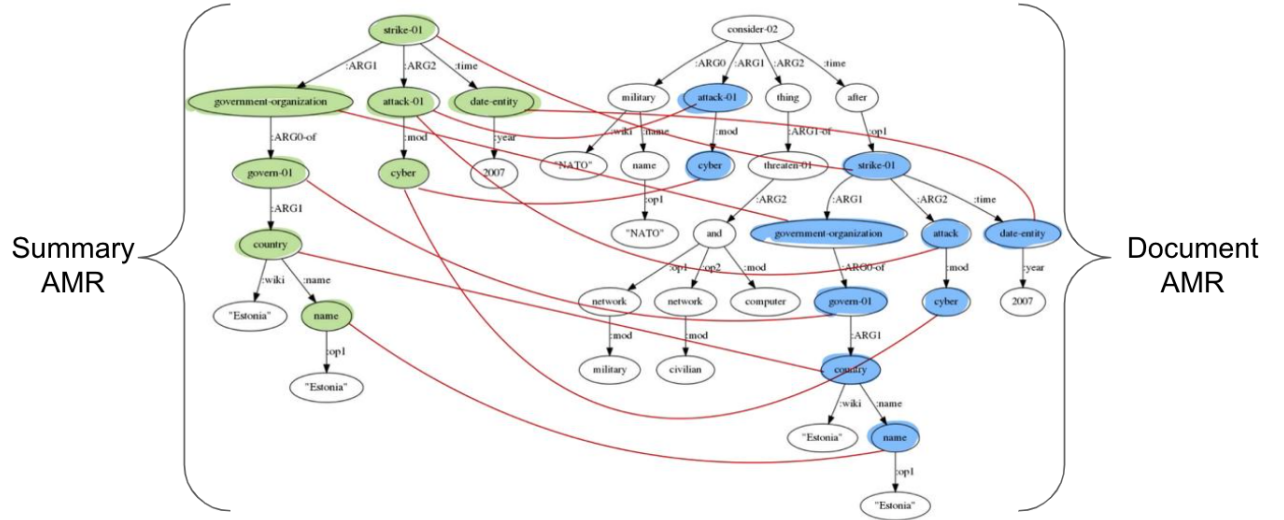 strike-01
consider-02
:ARG1 :ARG2 :time
:ARG0 :ARG1 :ARG2 :time
government-organization attack-01 date-entity
military attack-01 thing after
:ARG0-of :mod :year
:wiki :name :mod :ARG1-of :op1
govern-01 cyber 2007
"NATO" name cyber threaten-01 strike-01
:ARG1
:op1 :ARG2 :ARG1 :ARG2 :time
country
"NATO" and government-organization attack date-entity
Summary
AMR
Document
AMR
:wiki :name
:op1 :op2 :mod :ARG0-of :mod :year
"Estonia" name
network network computer govern-01 cyber 2007
:op1
:mod :mod :ARG1
"Estonia"
military civilian country
:wiki :name
"Estonia" name
:op1
"Estonia"